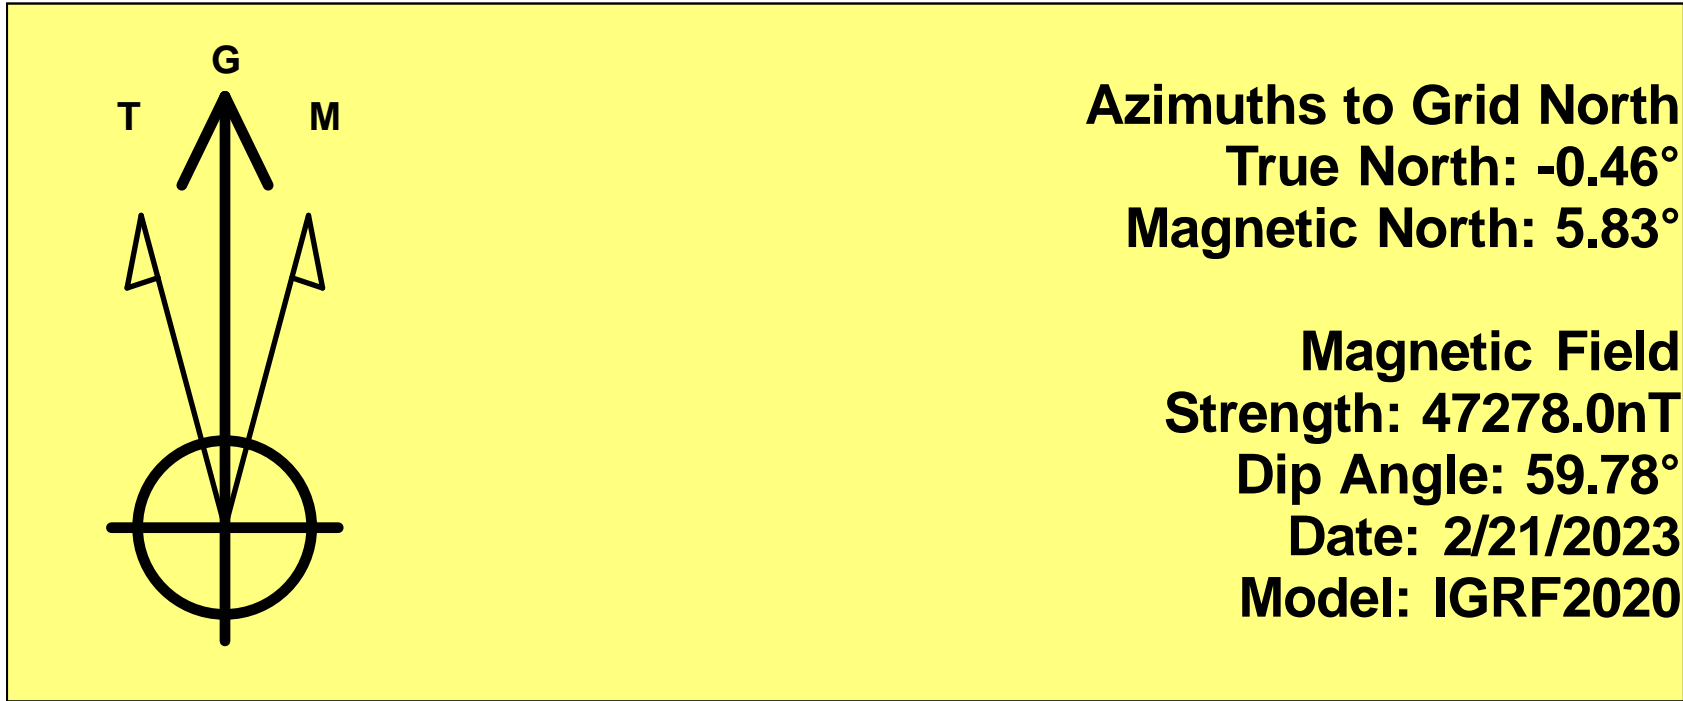 G
T M
Azimuths to Grid North
True North: -0.46°
Magnetic North: 5.83°
Magnetic Field
Strength: 47278.0nT
Dip Angle: 59.78°
Date: 2/21/2023
Model: IGRF2020